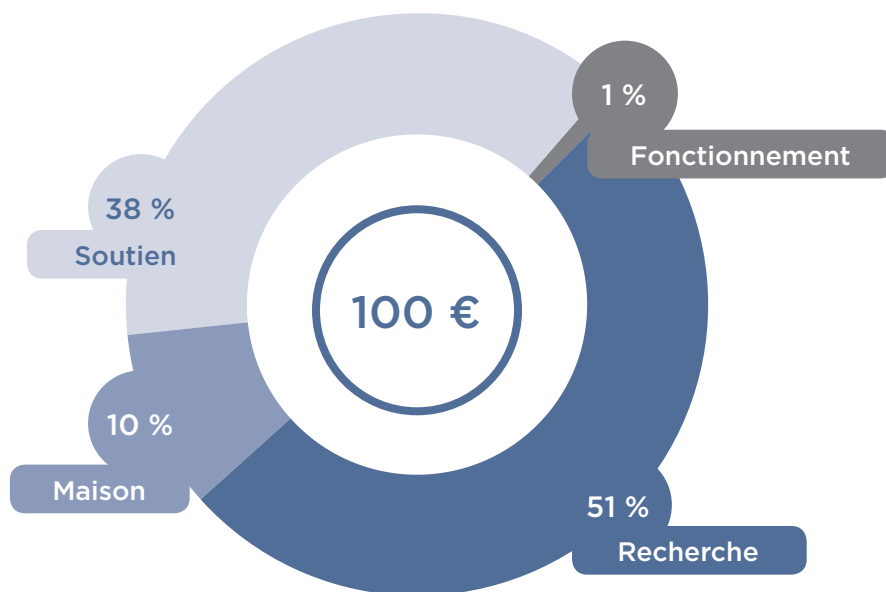 1 %
Fonctionnement
38 %
Soutien
100 €
10 %
Maison
51 %
Recherche